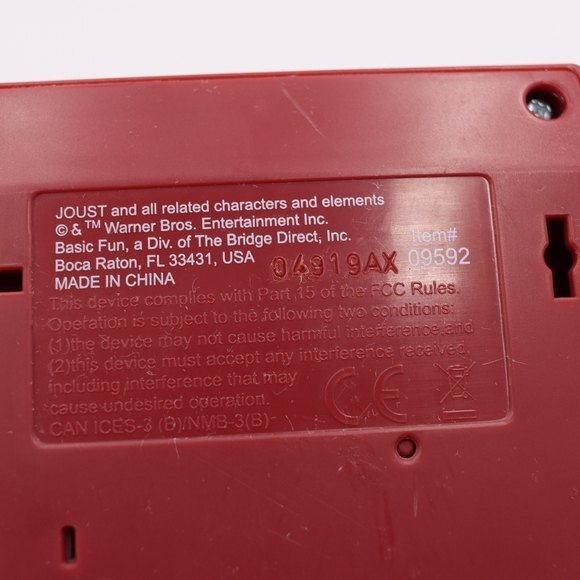 JOUST and all related characters and elements
© & ™ Warner Bros. Entertainment Inc.
Basic Fun, a Div. of The Bridge Direct, Inc.
Boca Raton, FL 33431, USA
MADE IN CHINA
04919AX
Item#
09592
This device complies with Part 15 of the FCC Rules.
Operation is subject to the following two conditions:
(1)the device may not cause harmful interference,and
(2)this device must accept any interference received,
including interference that may
cause undesired operation.
CAN ICES-3 (B)/NMB-3(B)
CE